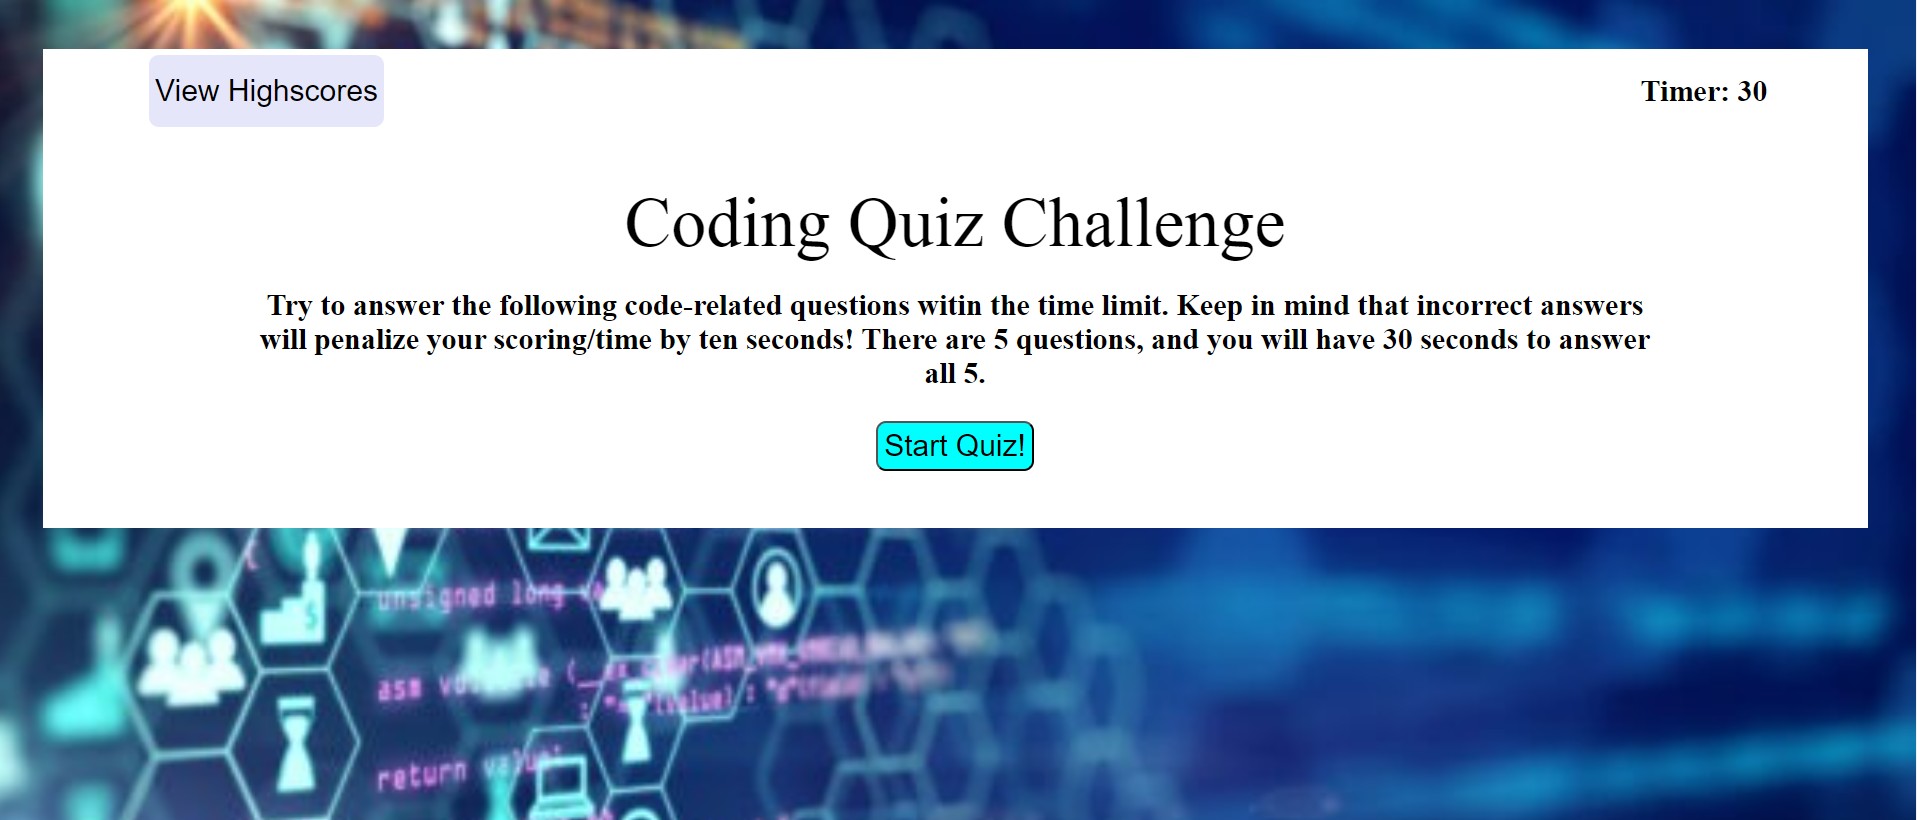 View Highscores
Timer: 30
Coding Quiz Challenge
Try to answer the following code-related questions witin the time limit. Keep in mind that incorrect answers
will penalize your scoring/time by ten seconds! There are 5 questions, and you will have 30 seconds to answer
all 5.
Start Quiz!
{
unsigned long
asm
(value) :
return